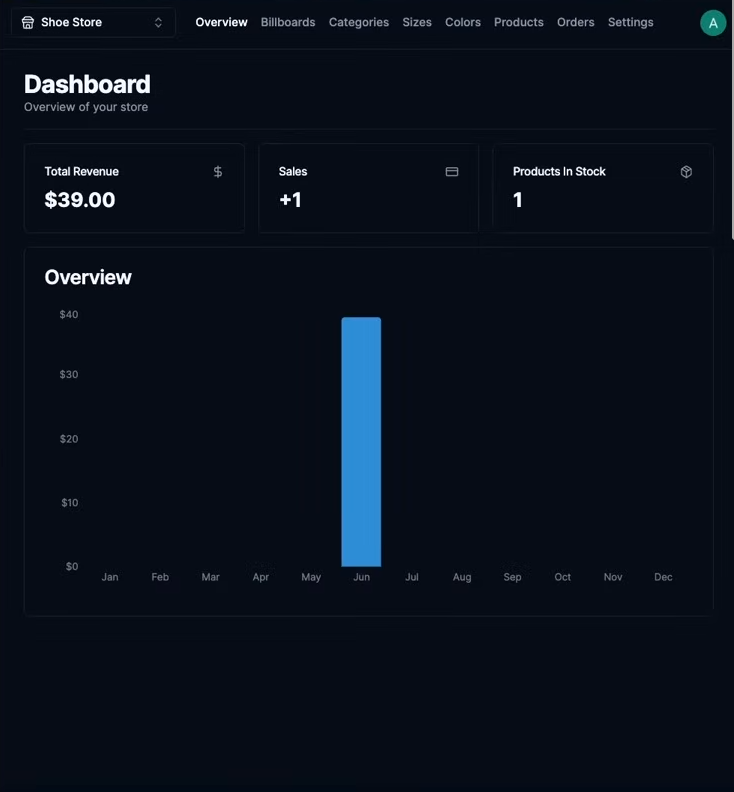 Shoe Store Overview Billboards Categories Sizes Colors Products Orders Settings A
Dashboard
Overview of your store
Total Revenue $ Sales Products In Stock
$39.00 +1 1
Overview
$40
$30
$20
$10
$0
Jan Feb Mar Apr May Jun Jul Aug Sep Oct Nov Dec